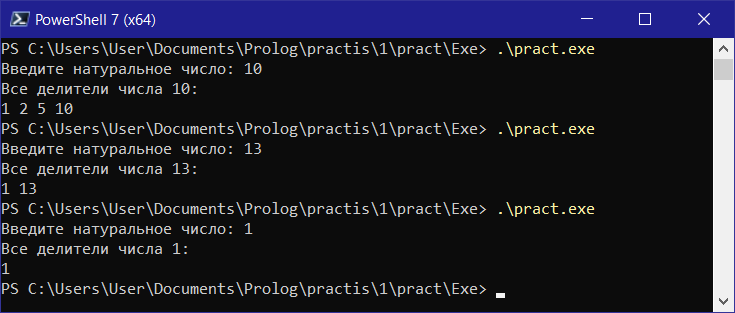 PowerShell 7 (x64)
PS C:\Users\User\Documents\Prolog\practis\1\pract\Exe> .\pract.exe
Введите натуральное число: 10
Все делители числа 10:
1 2 5 10
PS C:\Users\User\Documents\Prolog\practis\1\pract\Exe> .\pract.exe
Введите натуральное число: 13
Все делители числа 13:
1 13
PS C:\Users\User\Documents\Prolog\practis\1\pract\Exe> .\pract.exe
Введите натуральное число: 1
Все делители числа 1:
1
PS C:\Users\User\Documents\Prolog\practis\1\pract\Exe>